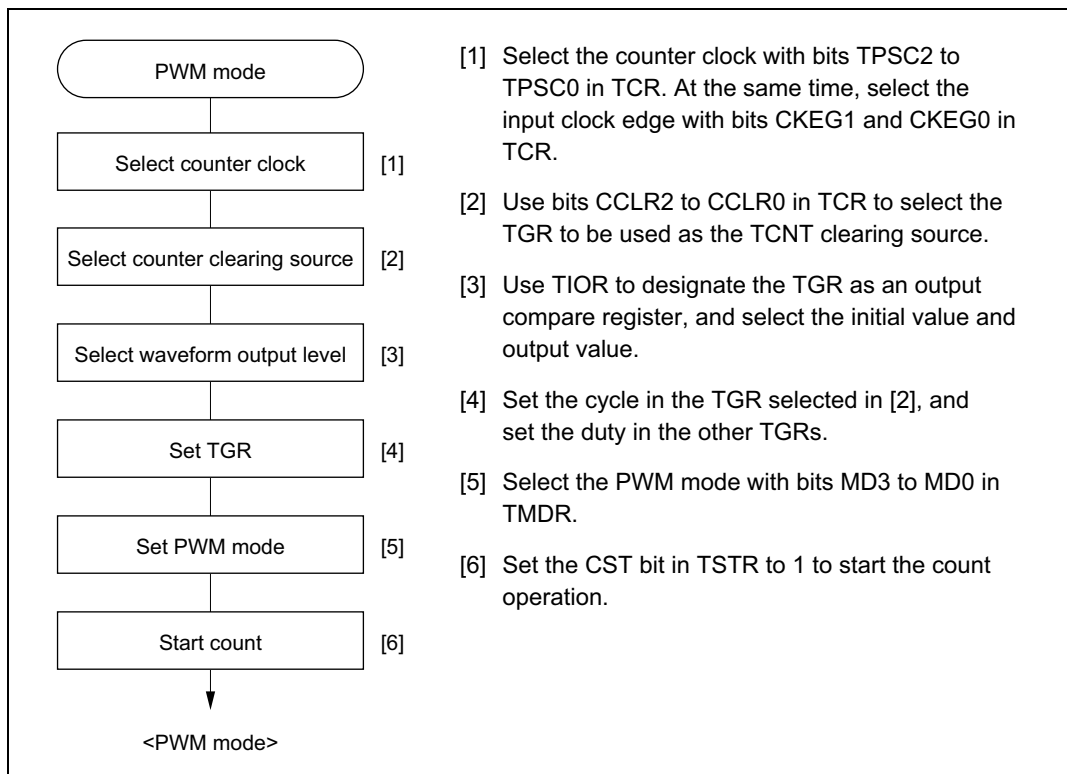 PWM mode
Select counter clock [1]
Select counter clearing source [2]
Select waveform output level [3]
Set TGR [4]
Set PWM mode [5]
Start count [6]
<PWM mode>
[1] Select the counter clock with bits TPSC2 to
TPSC0 in TCR. At the same time, select the
input clock edge with bits CKEG1 and CKEG0 in
TCR.
[2] Use bits CCLR2 to CCLR0 in TCR to select the
TGR to be used as the TCNT clearing source.
[3] Use TIOR to designate the TGR as an output
compare register, and select the initial value and
output value.
[4] Set the cycle in the TGR selected in [2], and
set the duty in the other TGRs.
[5] Select the PWM mode with bits MD3 to MD0 in
TMDR.
[6] Set the CST bit in TSTR to 1 to start the count
operation.